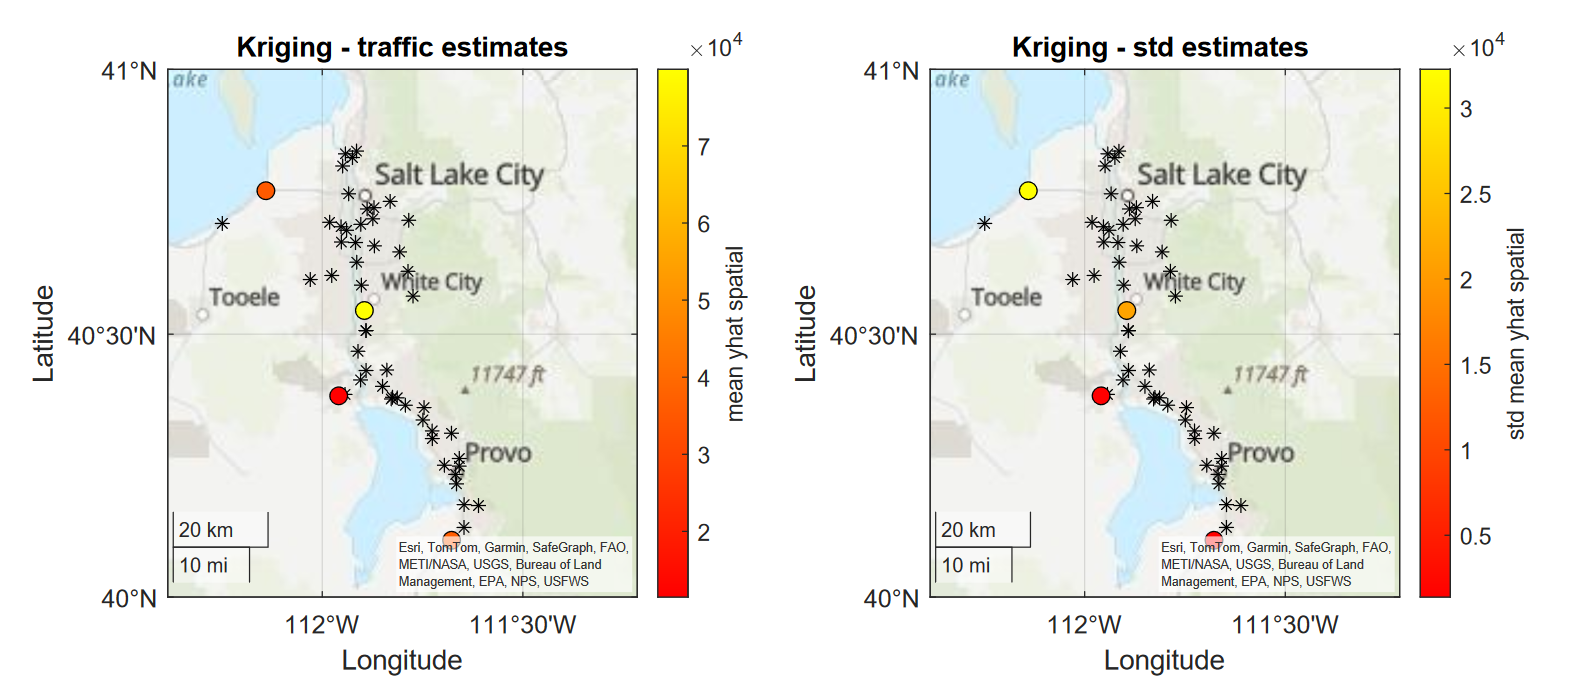 Kriging - traffic estimates
×10^4
41°N
ake
Salt Lake City
White City
Tooele
40°30'N
11747 ft
Provo
20 km
10 mi
Esri, TomTom, Garmin, SafeGraph, FAO,
METI/NASA, USGS, Bureau of Land
Management, EPA, NPS, USFWS
40°N
112°W
111°30'W
Longitude
Latitude
7
6
5
4
3
2
mean yhat spatial
Kriging - std estimates
×10^4
41°N
ake
Salt Lake City
White City
Tooele
40°30'N
11747 ft
Provo
20 km
10 mi
Esri, TomTom, Garmin, SafeGraph, FAO,
METI/NASA, USGS, Bureau of Land
Management, EPA, NPS, USFWS
40°N
112°W
111°30'W
Longitude
Latitude
3
2.5
2
1.5
1
0.5
std mean yhat spatial